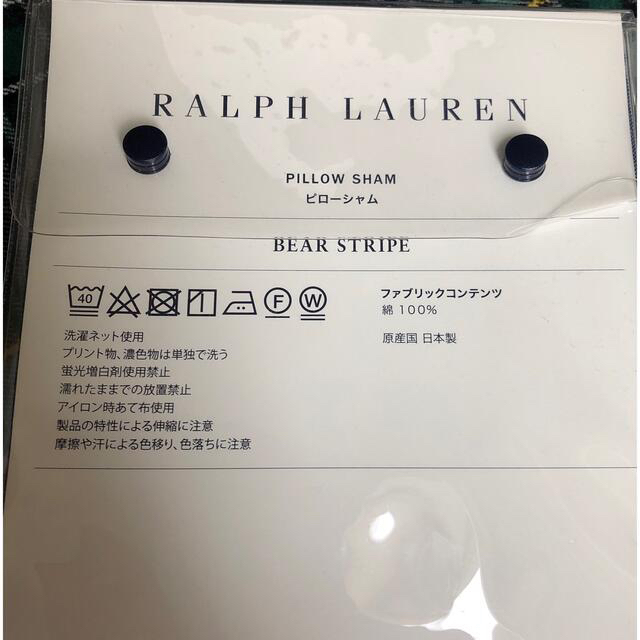 RALPH LAUREN
PILLOW SHAM
ピローシャム
BEAR STRIPE
40
F
W
洗濯ネット使用
プリント物、濃色物は単独で洗う
蛍光増白剤使用禁止
濡れたままでの放置禁止
アイロン時あて布使用
製品の特性による伸縮に注意
摩擦や汗による色移り、色落ちに注意
ファブリックコンテンツ
綿 100%
原産国 日本製